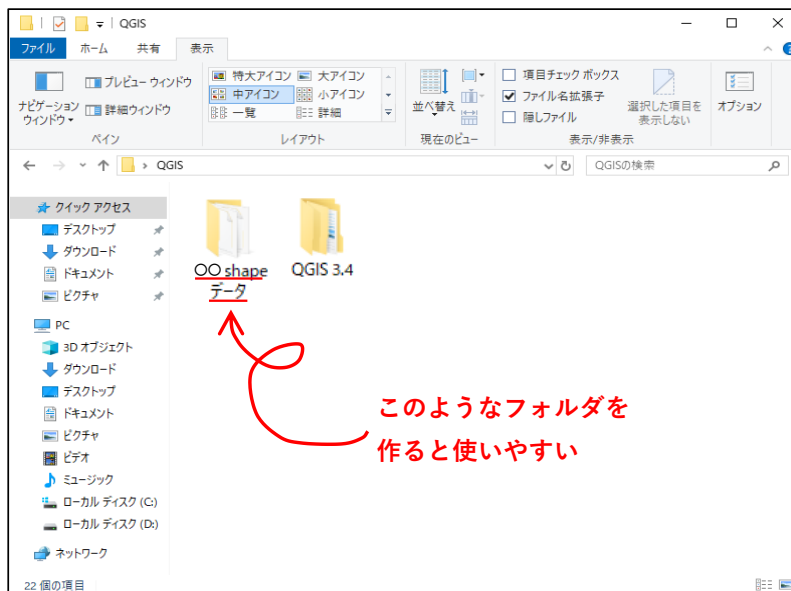 QGIS
ファイル ホーム 共有 表示
ナビゲーション
ウィンドウ
プレビュー ウィンドウ
詳細ウィンドウ
ペイン
特大アイコン 大アイコン
中アイコン 小アイコン
一覧 詳細
レイアウト
並べ替え
現在のビュー
項目チェック ボックス
ファイル名拡張子
隠しファイル
選択した項目を
表示しない
表示/非表示
オプション
QGIS
QGISの検索
クイック アクセス
デスクトップ
ダウンロード
ドキュメント
ピクチャ
PC
3D オブジェクト
ダウンロード
デスクトップ
ドキュメント
ピクチャ
ビデオ
ミュージック
ローカル ディスク (C:)
ローカル ディスク (D:)
ネットワーク
〇〇 shape
データ
QGIS 3.4
このようなフォルダを
作ると使いやすい
22 個の項目